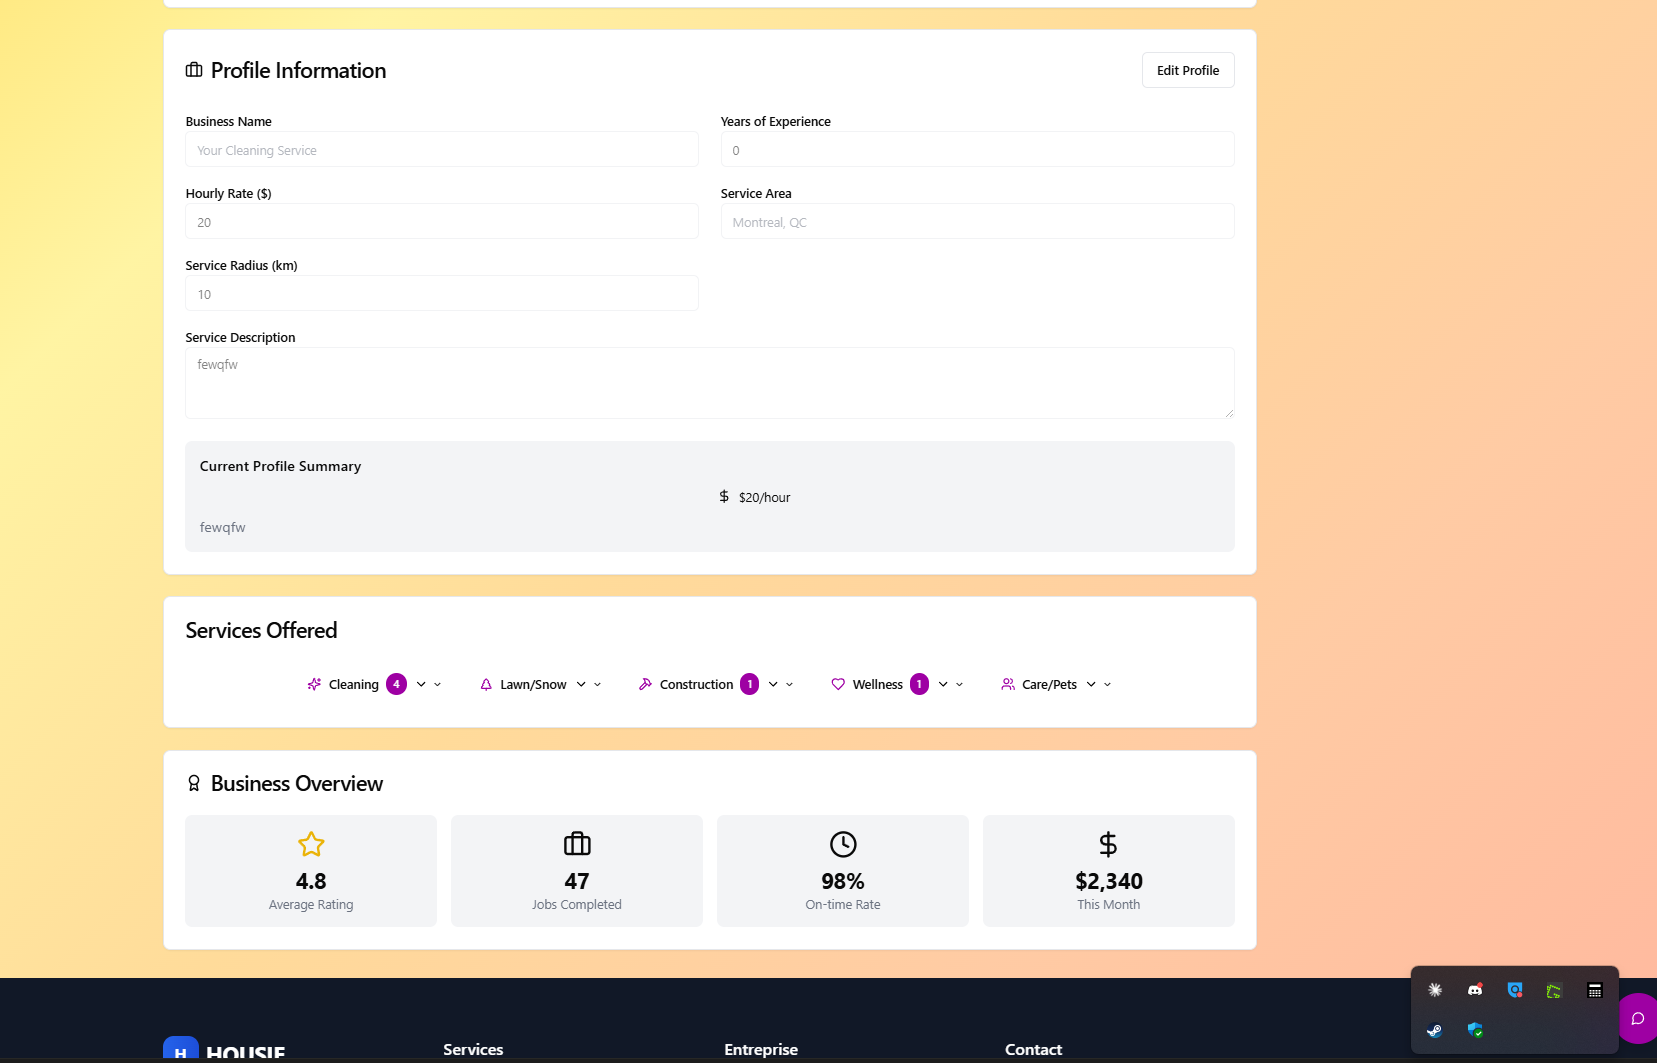 Profile Information
Edit Profile
Business Name
Years of Experience
Your Cleaning Service
0
Hourly Rate ($)
Service Area
20
Montreal, QC
Service Radius (km)
10
Service Description
fewqfw
Current Profile Summary
$20/hour
fewqfw
Services Offered
Cleaning 4
Lawn/Snow
Construction 1
Wellness 1
Care/Pets
Business Overview
4.8
Average Rating
47
Jobs Completed
98%
On-time Rate
$2,340
This Month
H HOUSIE
Services
Entreprise
Contact